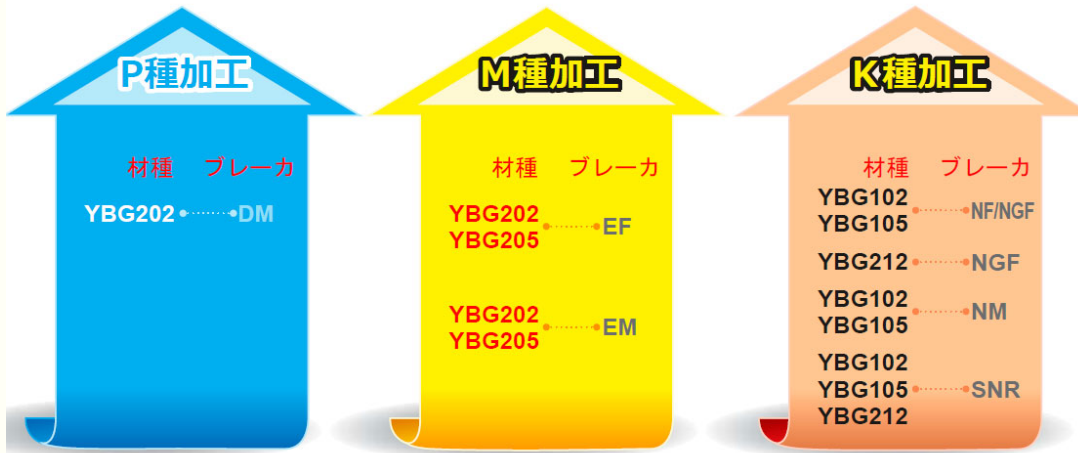 P種加工
材種 ブレーカ
YBG202 DM
M種加工
材種 ブレーカ
YBG202
YBG205
EF
YBG202
YBG205
EM
K種加工
材種 ブレーカ
YBG102
YBG105
NF/NGF
YBG212 NGF
YBG102
YBG105
NM
YBG102
YBG105 SNR
YBG212